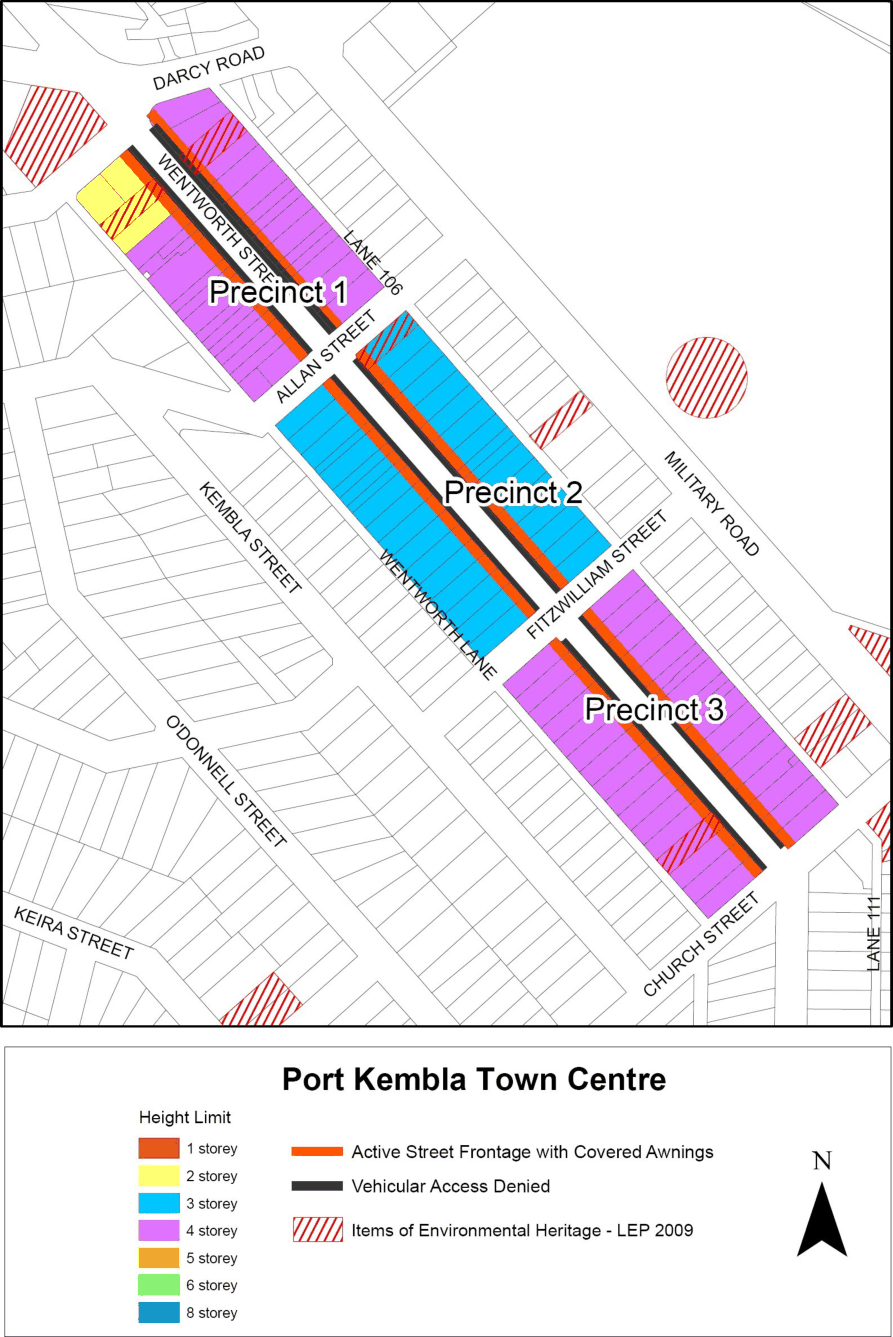 DARCY ROAD
WENTWORTH STREET
LANE 106
Precinct 1
ALLAN STREET
Precinct 2
MILITARY ROAD
KEMBLA STREET
FITZWILLIAM STREET
WENTWORTH LANE
Precinct 3
O'DONNELL STREET
KEIRA STREET
CHURCH STREET
LANE 111
Port Kembla Town Centre
Height Limit
1 storey
2 storey
3 storey
4 storey
5 storey
6 storey
8 storey
Active Street Frontage with Covered Awnings
Vehicular Access Denied
Items of Environmental Heritage - LEP 2009
N